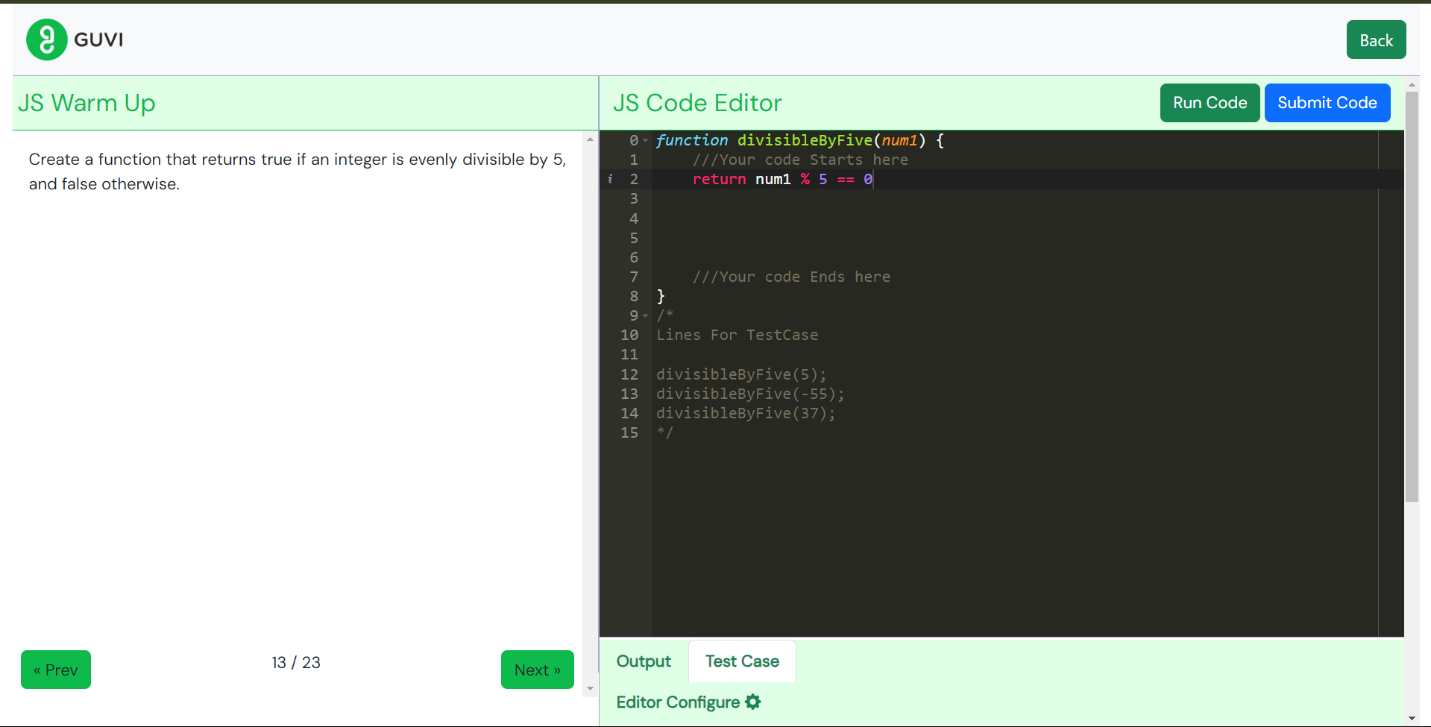 GUVI
Back
JS Warm Up
Create a function that returns true if an integer is evenly divisible by 5,
and false otherwise.
« Prev
13 / 23
Next »
JS Code Editor
Run Code
Submit Code
0 function divisibleByFive(num1) {
1 ///Your code Starts here
i 2 return num1 % 5 == 0
3
4
5
6
7 ///Your code Ends here
8 }
9 /*
10 Lines For TestCase
11
12 divisibleByFive(5);
13 divisibleByFive(-55);
14 divisibleByFive(37);
15 */
Output
Test Case
Editor Configure